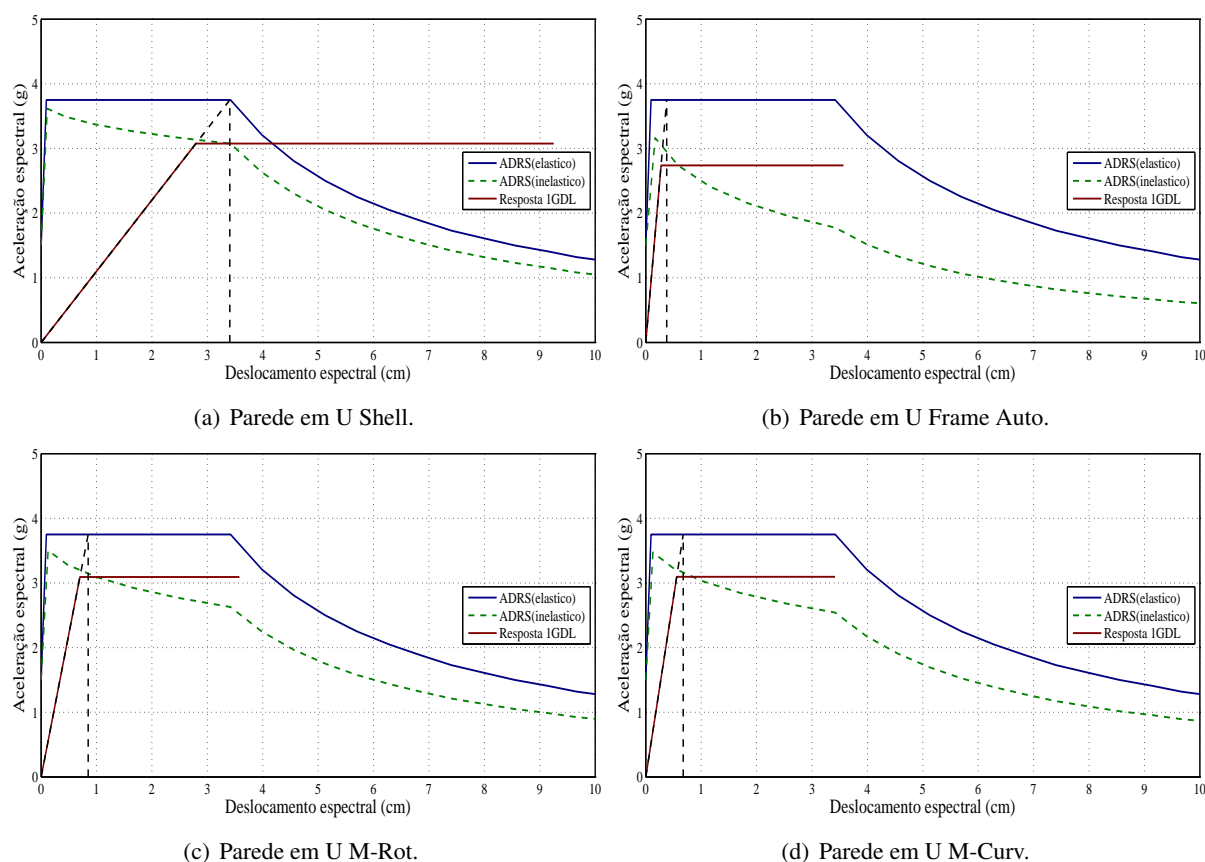 5
4
3
2
1
0
Aceleração espectral (g)
ADRS(elastico)
ADRS(inelastico)
Resposta 1GDL
0 1 2 3 4 5 6 7 8 9 10
Deslocamento espectral (cm)
(a) Parede em U Shell.
5
4
3
2
1
0
Aceleração espectral (g)
ADRS(elastico)
ADRS(inelastico)
Resposta 1GDL
0 1 2 3 4 5 6 7 8 9 10
Deslocamento espectral (cm)
(b) Parede em U Frame Auto.
5
4
3
2
1
0
Aceleração espectral (g)
ADRS(elastico)
ADRS(inelastico)
Resposta 1GDL
0 1 2 3 4 5 6 7 8 9 10
Deslocamento espectral (cm)
(c) Parede em U M-Rot.
5
4
3
2
1
0
Aceleração espectral (g)
ADRS(elastico)
ADRS(inelastico)
Resposta 1GDL
0 1 2 3 4 5 6 7 8 9 10
Deslocamento espectral (cm)
(d) Parede em U M-Curv.